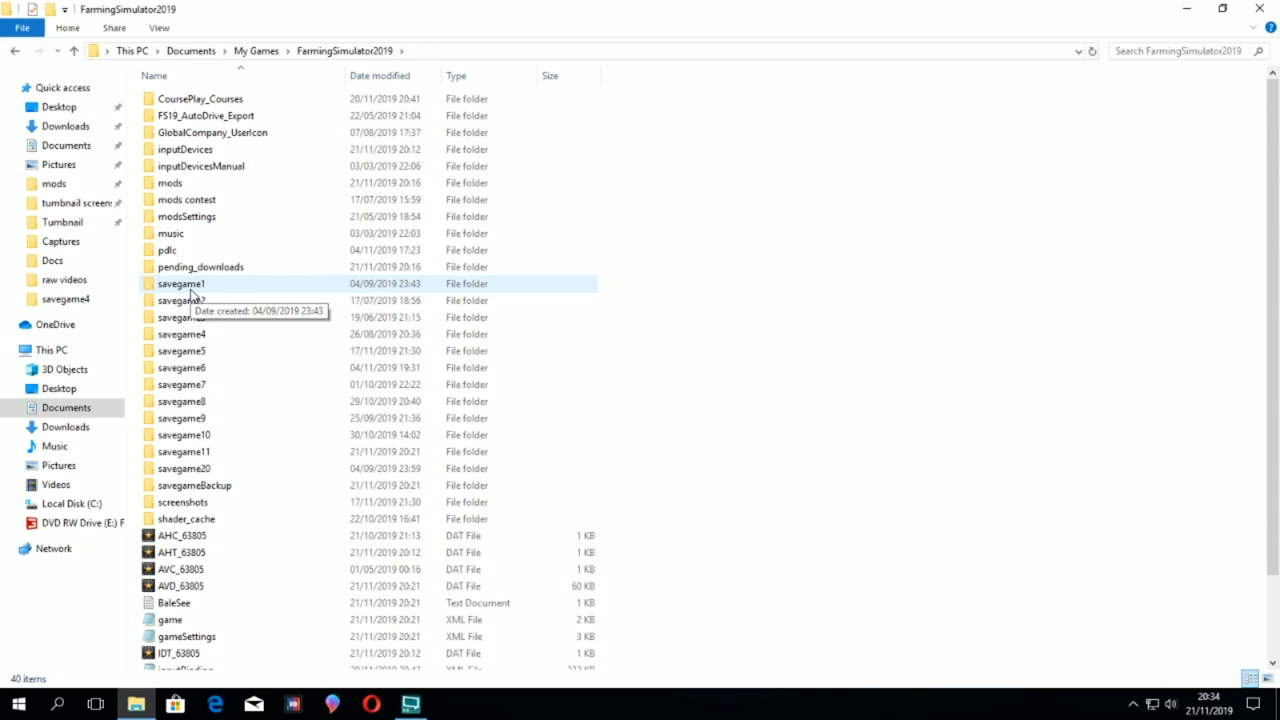 FarmingSimulator2019
File Home Share View
This PC Documents My Games FarmingSimulator2019 Search FarmingSimulator2019
Name Date modified Type Size
Quick access
Desktop
Downloads
Documents
Pictures
mods
tumbnail screen
Tumbnail
Captures
Docs
raw videos
savegame4
OneDrive
This PC
3D Objects
Desktop
Documents
Downloads
Music
Pictures
Videos
Local Disk (C:)
DVD RW Drive (E:) F
Network
CoursePlay_Courses 20/11/2019 20:41 File folder
FS19_AutoDrive_Export 22/05/2019 21:04 File folder
GlobalCompany_UserIcon 07/08/2019 17:37 File folder
inputDevices 21/11/2019 20:12 File folder
inputDevicesManual 03/03/2019 22:06 File folder
mods 21/11/2019 20:16 File folder
mods contest 17/07/2019 15:59 File folder
modsSettings 21/05/2019 18:54 File folder
music 03/03/2019 22:03 File folder
pdlc 04/11/2019 17:23 File folder
pending_downloads 21/11/2019 20:16 File folder
savegame1 04/09/2019 23:43 File folder
17/07/2019 18:56 File folder
Date created: 04/09/2019 23:43
19/06/2019 21:15 File folder
savegame4 26/08/2019 20:36 File folder
savegame5 17/11/2019 21:30 File folder
savegame6 04/11/2019 19:31 File folder
savegame7 01/10/2019 22:22 File folder
savegame8 29/10/2019 20:40 File folder
savegame9 25/09/2019 21:36 File folder
savegame10 30/10/2019 14:02 File folder
savegame11 21/11/2019 20:21 File folder
savegame20 04/09/2019 23:59 File folder
savegameBackup 21/11/2019 20:21 File folder
screenshots 17/11/2019 21:30 File folder
shader_cache 22/10/2019 16:41 File folder
AHC_63805 21/10/2019 21:13 DAT File 1 KB
AHT_63805 21/11/2019 20:12 DAT File 1 KB
AVC_63805 01/05/2019 00:16 DAT File 1 KB
AVD_63805 21/11/2019 20:21 DAT File 60 KB
BaleSee 21/11/2019 20:21 Text Document 1 KB
game 21/11/2019 20:21 XML File 2 KB
gameSettings 21/11/2019 20:21 XML File 3 KB
IDT_63805 21/11/2019 20:12 DAT File 1 KB
40 items
20:34
21/11/2019